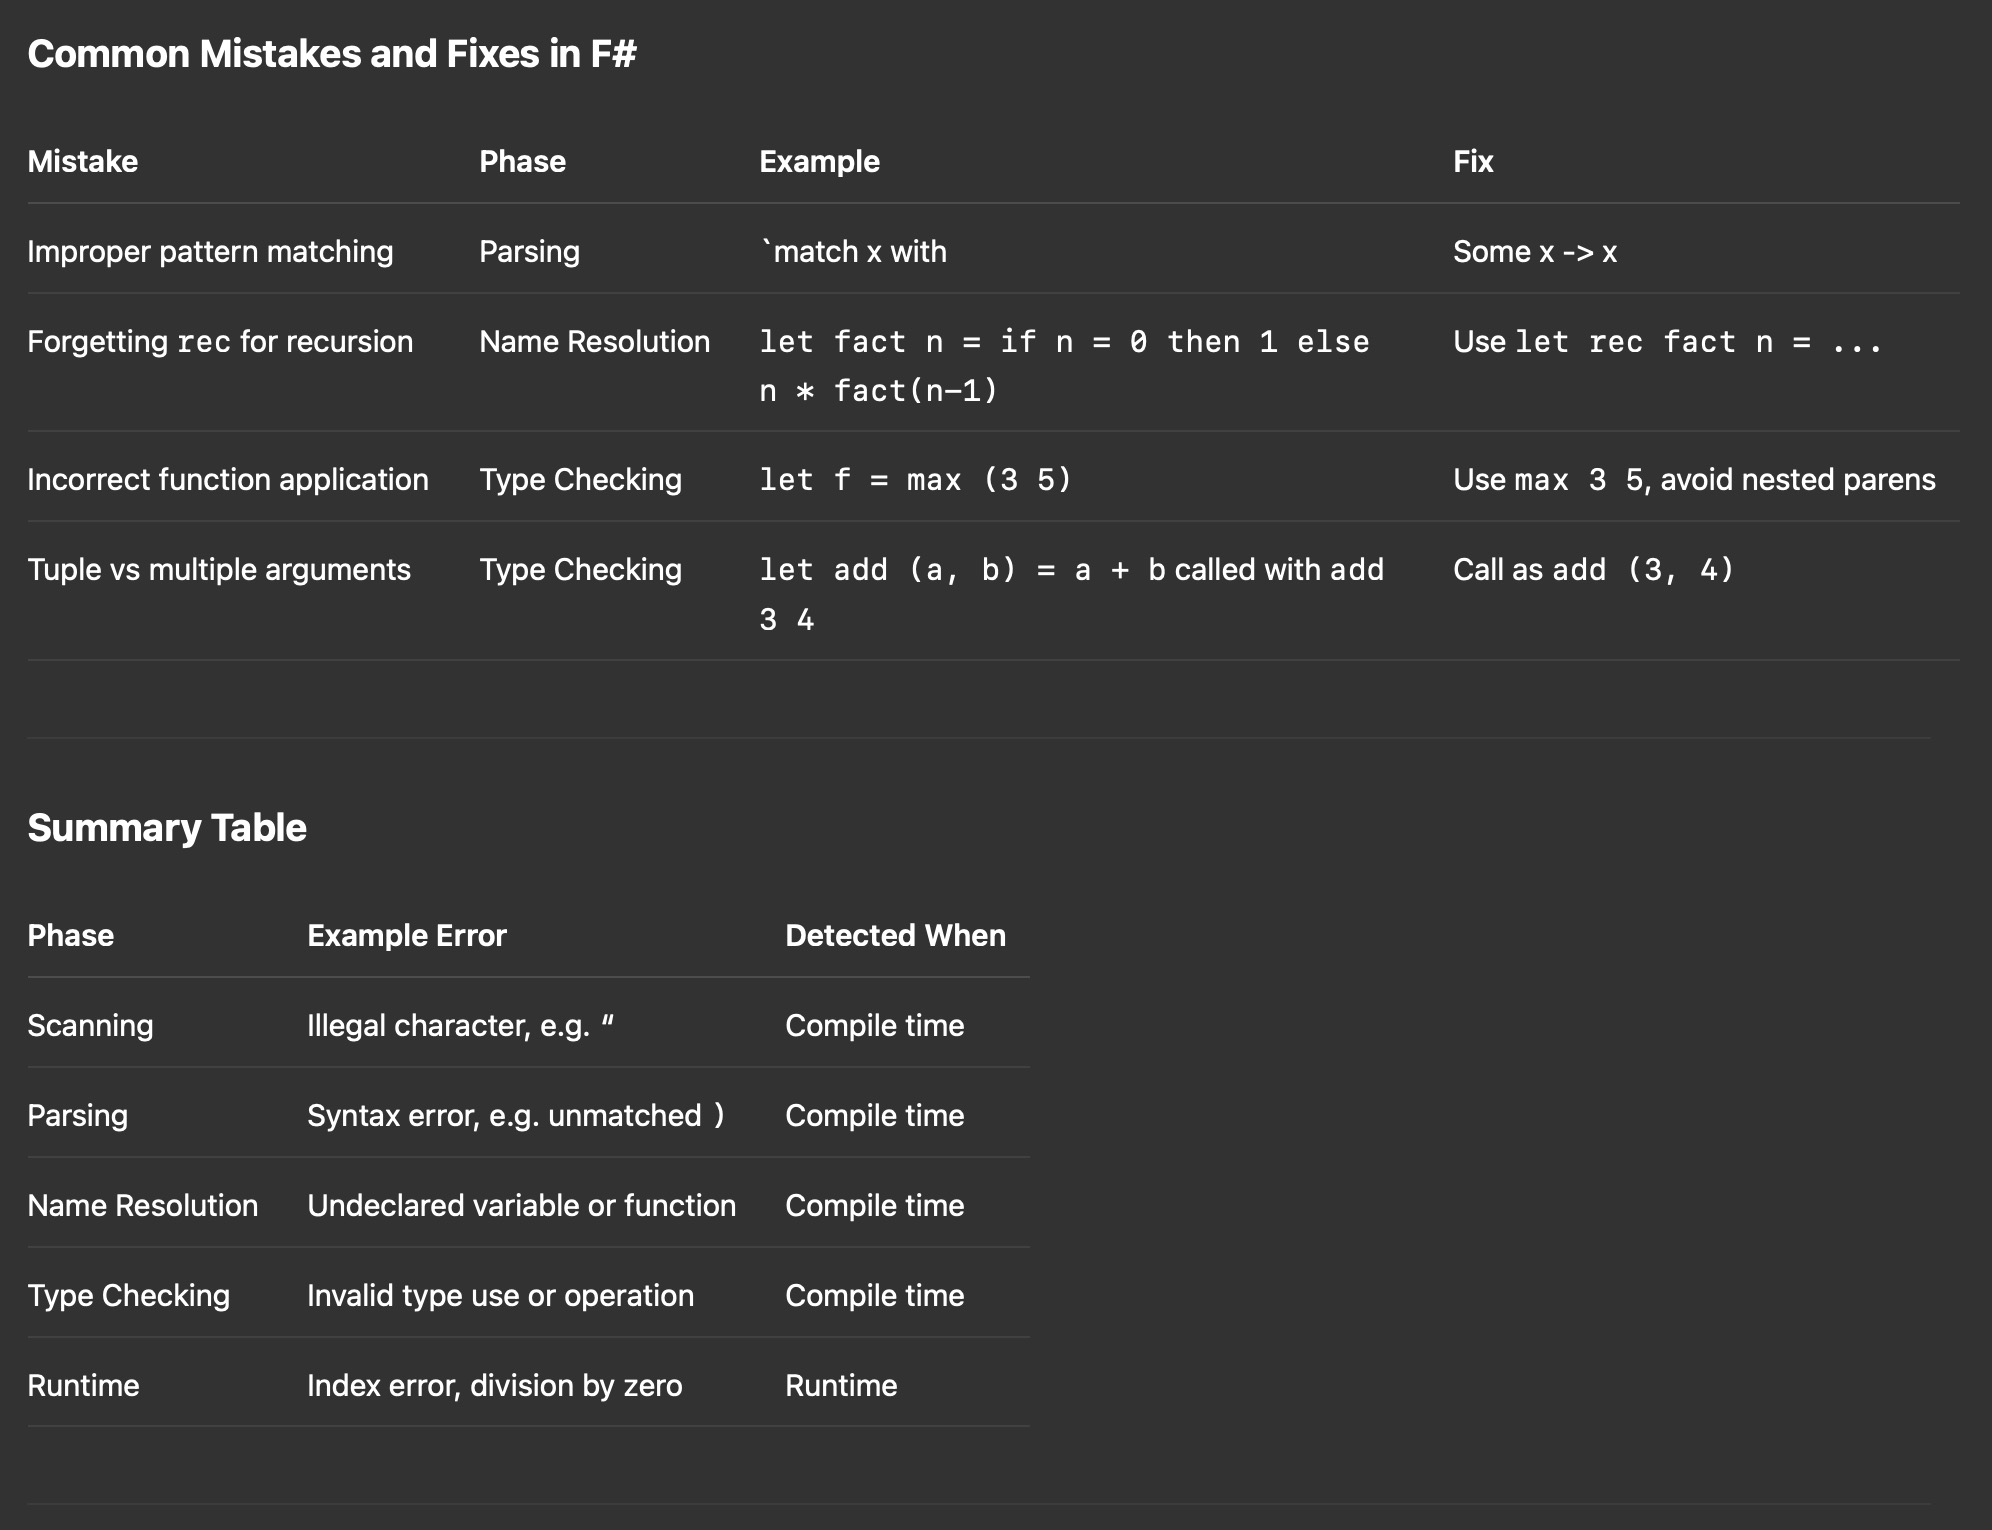 Common Mistakes and Fixes in F#
Mistake Phase Example Fix
Improper pattern matching Parsing `match x with Some x -> x
Forgetting rec for recursion Name Resolution let fact n = if n = 0 then 1 else Use let rec fact n = ...
n * fact(n-1)
Incorrect function application Type Checking let f = max (3 5) Use max 3 5, avoid nested parens
Tuple vs multiple arguments Type Checking let add (a, b) = a + b called with add Call as add (3, 4)
3 4
Summary Table
Phase Example Error Detected When
Scanning Illegal character, e.g. “ Compile time
Parsing Syntax error, e.g. unmatched ) Compile time
Name Resolution Undeclared variable or function Compile time
Type Checking Invalid type use or operation Compile time
Runtime Index error, division by zero Runtime